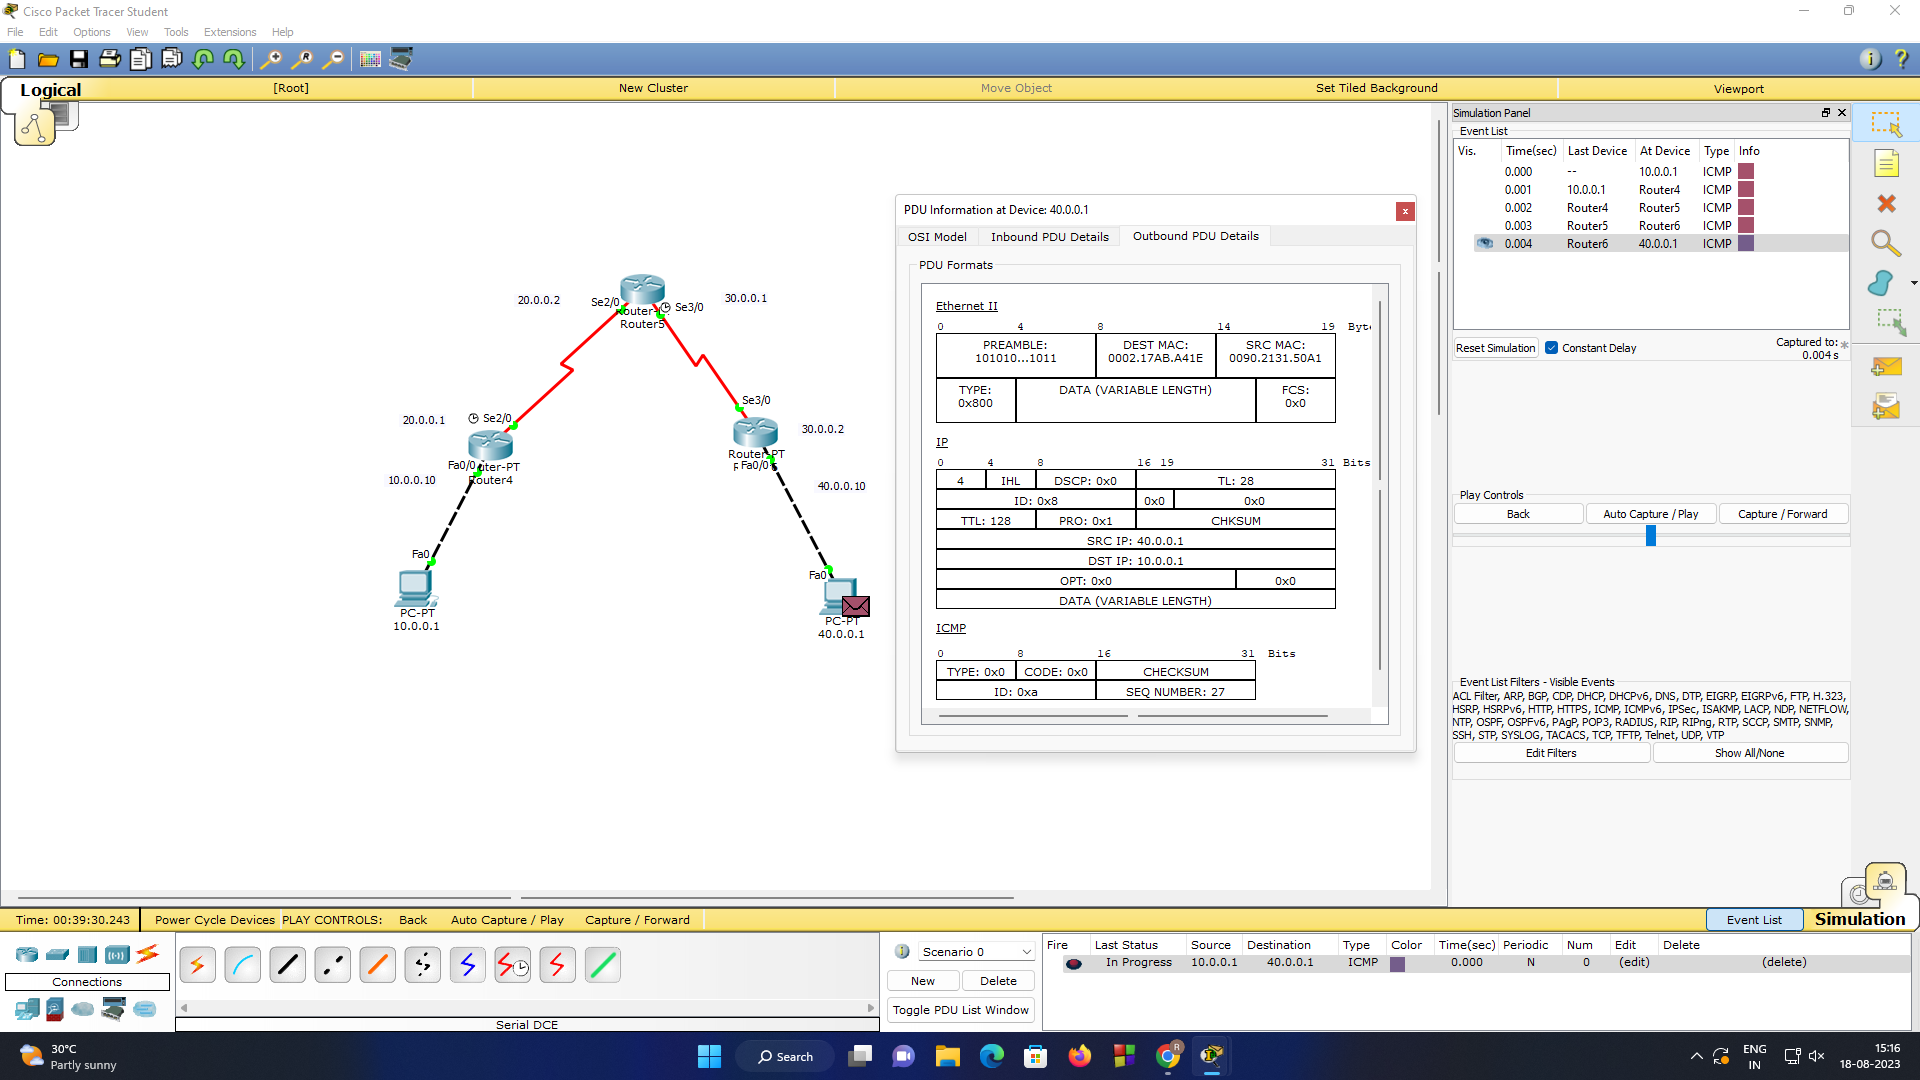 Cisco Packet Tracer Student
File Edit Options View Tools Extensions Help
Logical [Root] New Cluster Move Object Set Tiled Background Viewport
20.0.0.2 Se2/0 Se3/0 30.0.0.1
Router5
20.0.0.1 Se2/0
Fa0/0
10.0.0.10 Router4
Se3/0
30.0.0.2
Router-PT
Fa0/0
40.0.0.10
Fa0
PC-PT
10.0.0.1
Fa0
PC-PT
40.0.0.1
PDU Information at Device: 40.0.0.1
x
OSI Model Inbound PDU Details Outbound PDU Details
PDU Formats
Ethernet II
0 4 8 14 19 Byte
PREAMBLE: 101010...1011
DEST MAC: 0002.17AB.A41E
SRC MAC: 0090.2131.50A1
TYPE: 0x800
DATA (VARIABLE LENGTH)
FCS: 0x0
IP
0 4 8 16 19 31 Bits
4 IHL DSCP: 0x0 TL: 28
ID: 0x8 0x0 0x0
TTL: 128 PRO: 0x1 CHKSUM
SRC IP: 40.0.0.1
DST IP: 10.0.0.1
OPT: 0x0 0x0
DATA (VARIABLE LENGTH)
ICMP
0 8 16 31 Bits
TYPE: 0x0 CODE: 0x0 CHECKSUM
ID: 0xa SEQ NUMBER: 27
Simulation Panel
Event List
Vis. Time(sec) Last Device At Device Type Info
0.000 -- 10.0.0.1 ICMP
0.001 10.0.0.1 Router4 ICMP
0.002 Router4 Router5 ICMP
0.003 Router5 Router6 ICMP
0.004 Router6 40.0.0.1 ICMP
Reset Simulation Constant Delay Captured to: *
0.004 s
Play Controls
Back Auto Capture / Play Capture / Forward
Event List Filters - Visible Events
ACL Filter, ARP, BGP, CDP, DHCP, DHCPv6, DNS, DTP, EIGRP, EIGRPv6, FTP, H.323,
HSRP, HSRPv6, HTTP, HTTPS, ICMP, ICMPv6, IPSec, ISAKMP, LACP, NDP, NETFLOW,
NTP, OSPF, OSPFv6, PAgP, POP3, RADIUS, RIP, RIPng, RTP, SCCP, SMTP, SNMP,
SSH, STP, SYSLOG, TACACS, TCP, TFTP, Telnet, UDP, VTP
Edit Filters Show All/None
Time: 00:39:30.243 Power Cycle Devices PLAY CONTROLS: Back Auto Capture / Play Capture / Forward Event List Simulation
Connections
Serial DCE
Scenario 0
New Delete
Toggle PDU List Window
Fire Last Status Source Destination Type Color Time(sec) Periodic Num Edit Delete
In Progress 10.0.0.1 40.0.0.1 ICMP 0.000 N 0 (edit) (delete)
30°C
Partly sunny
Search
ENG
IN
15:16
18-08-2023